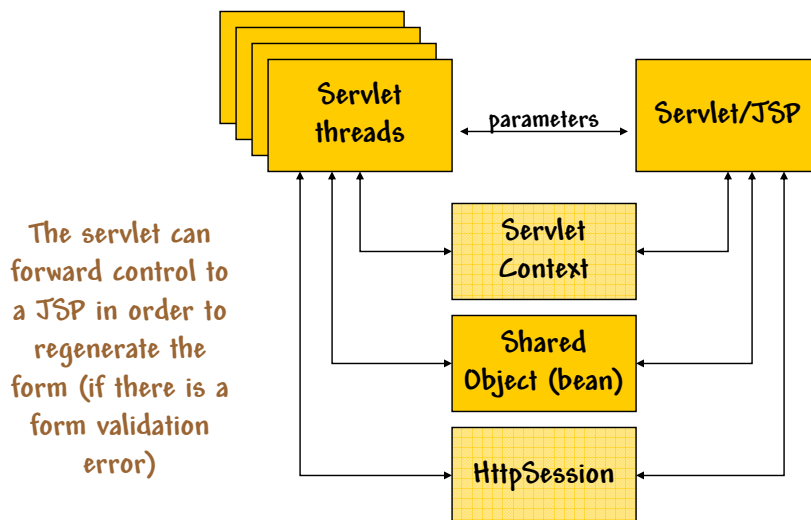 Servlet
threads
parameters
Servlet/JSP
The servlet can
forward control to
a JSP in order to
regenerate the
form (if there is a
form validation
error)
Servlet
Context
Shared
Object (bean)
HttpSession